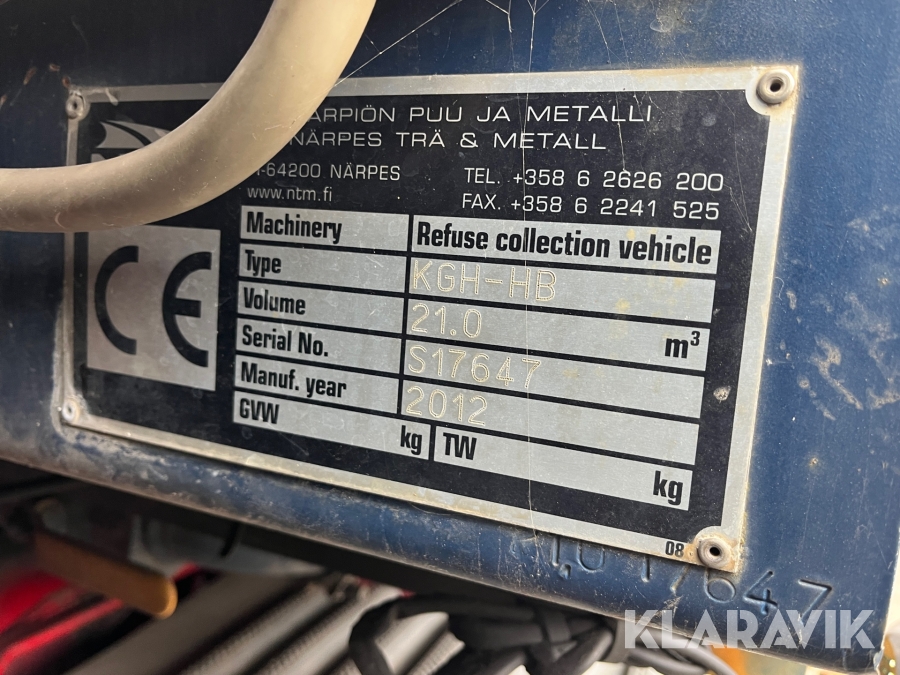 PUU JA METALLI
NÄRPES TRÄ & METALL
64200 NÄRPES
www.ntm.fi
TEL. +358 6 2626 200
FAX. +358 6 2241 525
CE
Machinery Refuse collection vehicle
Type KGH-HB
Volume 21.0 m³
Serial No. S17647
Manuf. year 2012
GVW kg TW kg
08
KLARAVIK